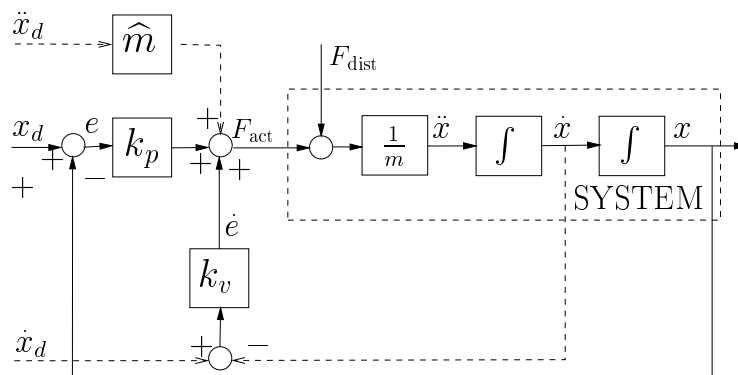 ẍ_d
m̂
F_dist
+
x_d
+
e
k_p
+
+
F_act
1/m
ẍ
∫
ẋ
∫
x
+
−
+
SYSTEM
ė
k_v
ẋ_d
+
−